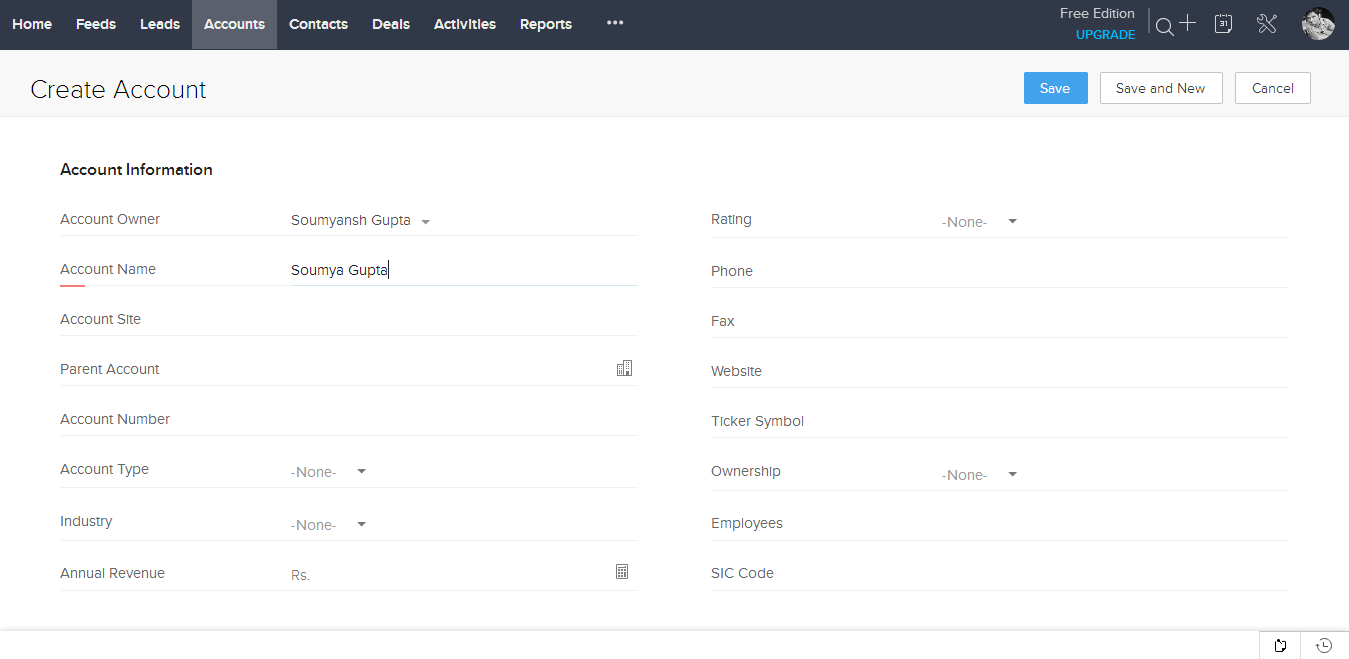 Home Feeds Leads Accounts Contacts Deals Activities Reports ••• Free Edition
UPGRADE
31
Create Account Save Save and New Cancel
Account Information
Account Owner Soumyansh Gupta Rating -None-
Account Name Soumya Gupta Phone
Account Site Fax
Parent Account Website
Account Number Ticker Symbol
Account Type -None- Ownership -None-
Industry -None- Employees
Annual Revenue Rs. SIC Code